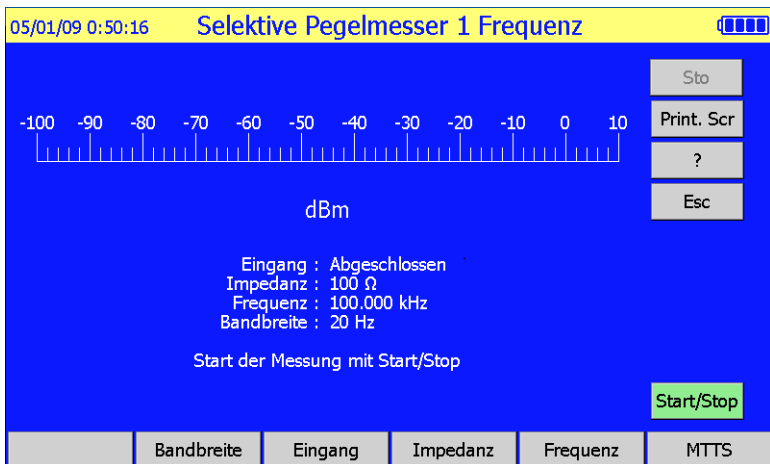 05/01/09 0:50:16 Selektive Pegelmesser 1 Frequenz
Sto
Print. Scr
?
Esc
-100 -90 -80 -70 -60 -50 -40 -30 -20 -10 0 10
dBm
Eingang : Abgeschlossen
Impedanz : 100 Ω
Frequenz : 100.000 kHz
Bandbreite : 20 Hz
Start der Messung mit Start/Stop
Start/Stop
Bandbreite Eingang Impedanz Frequenz MTTS